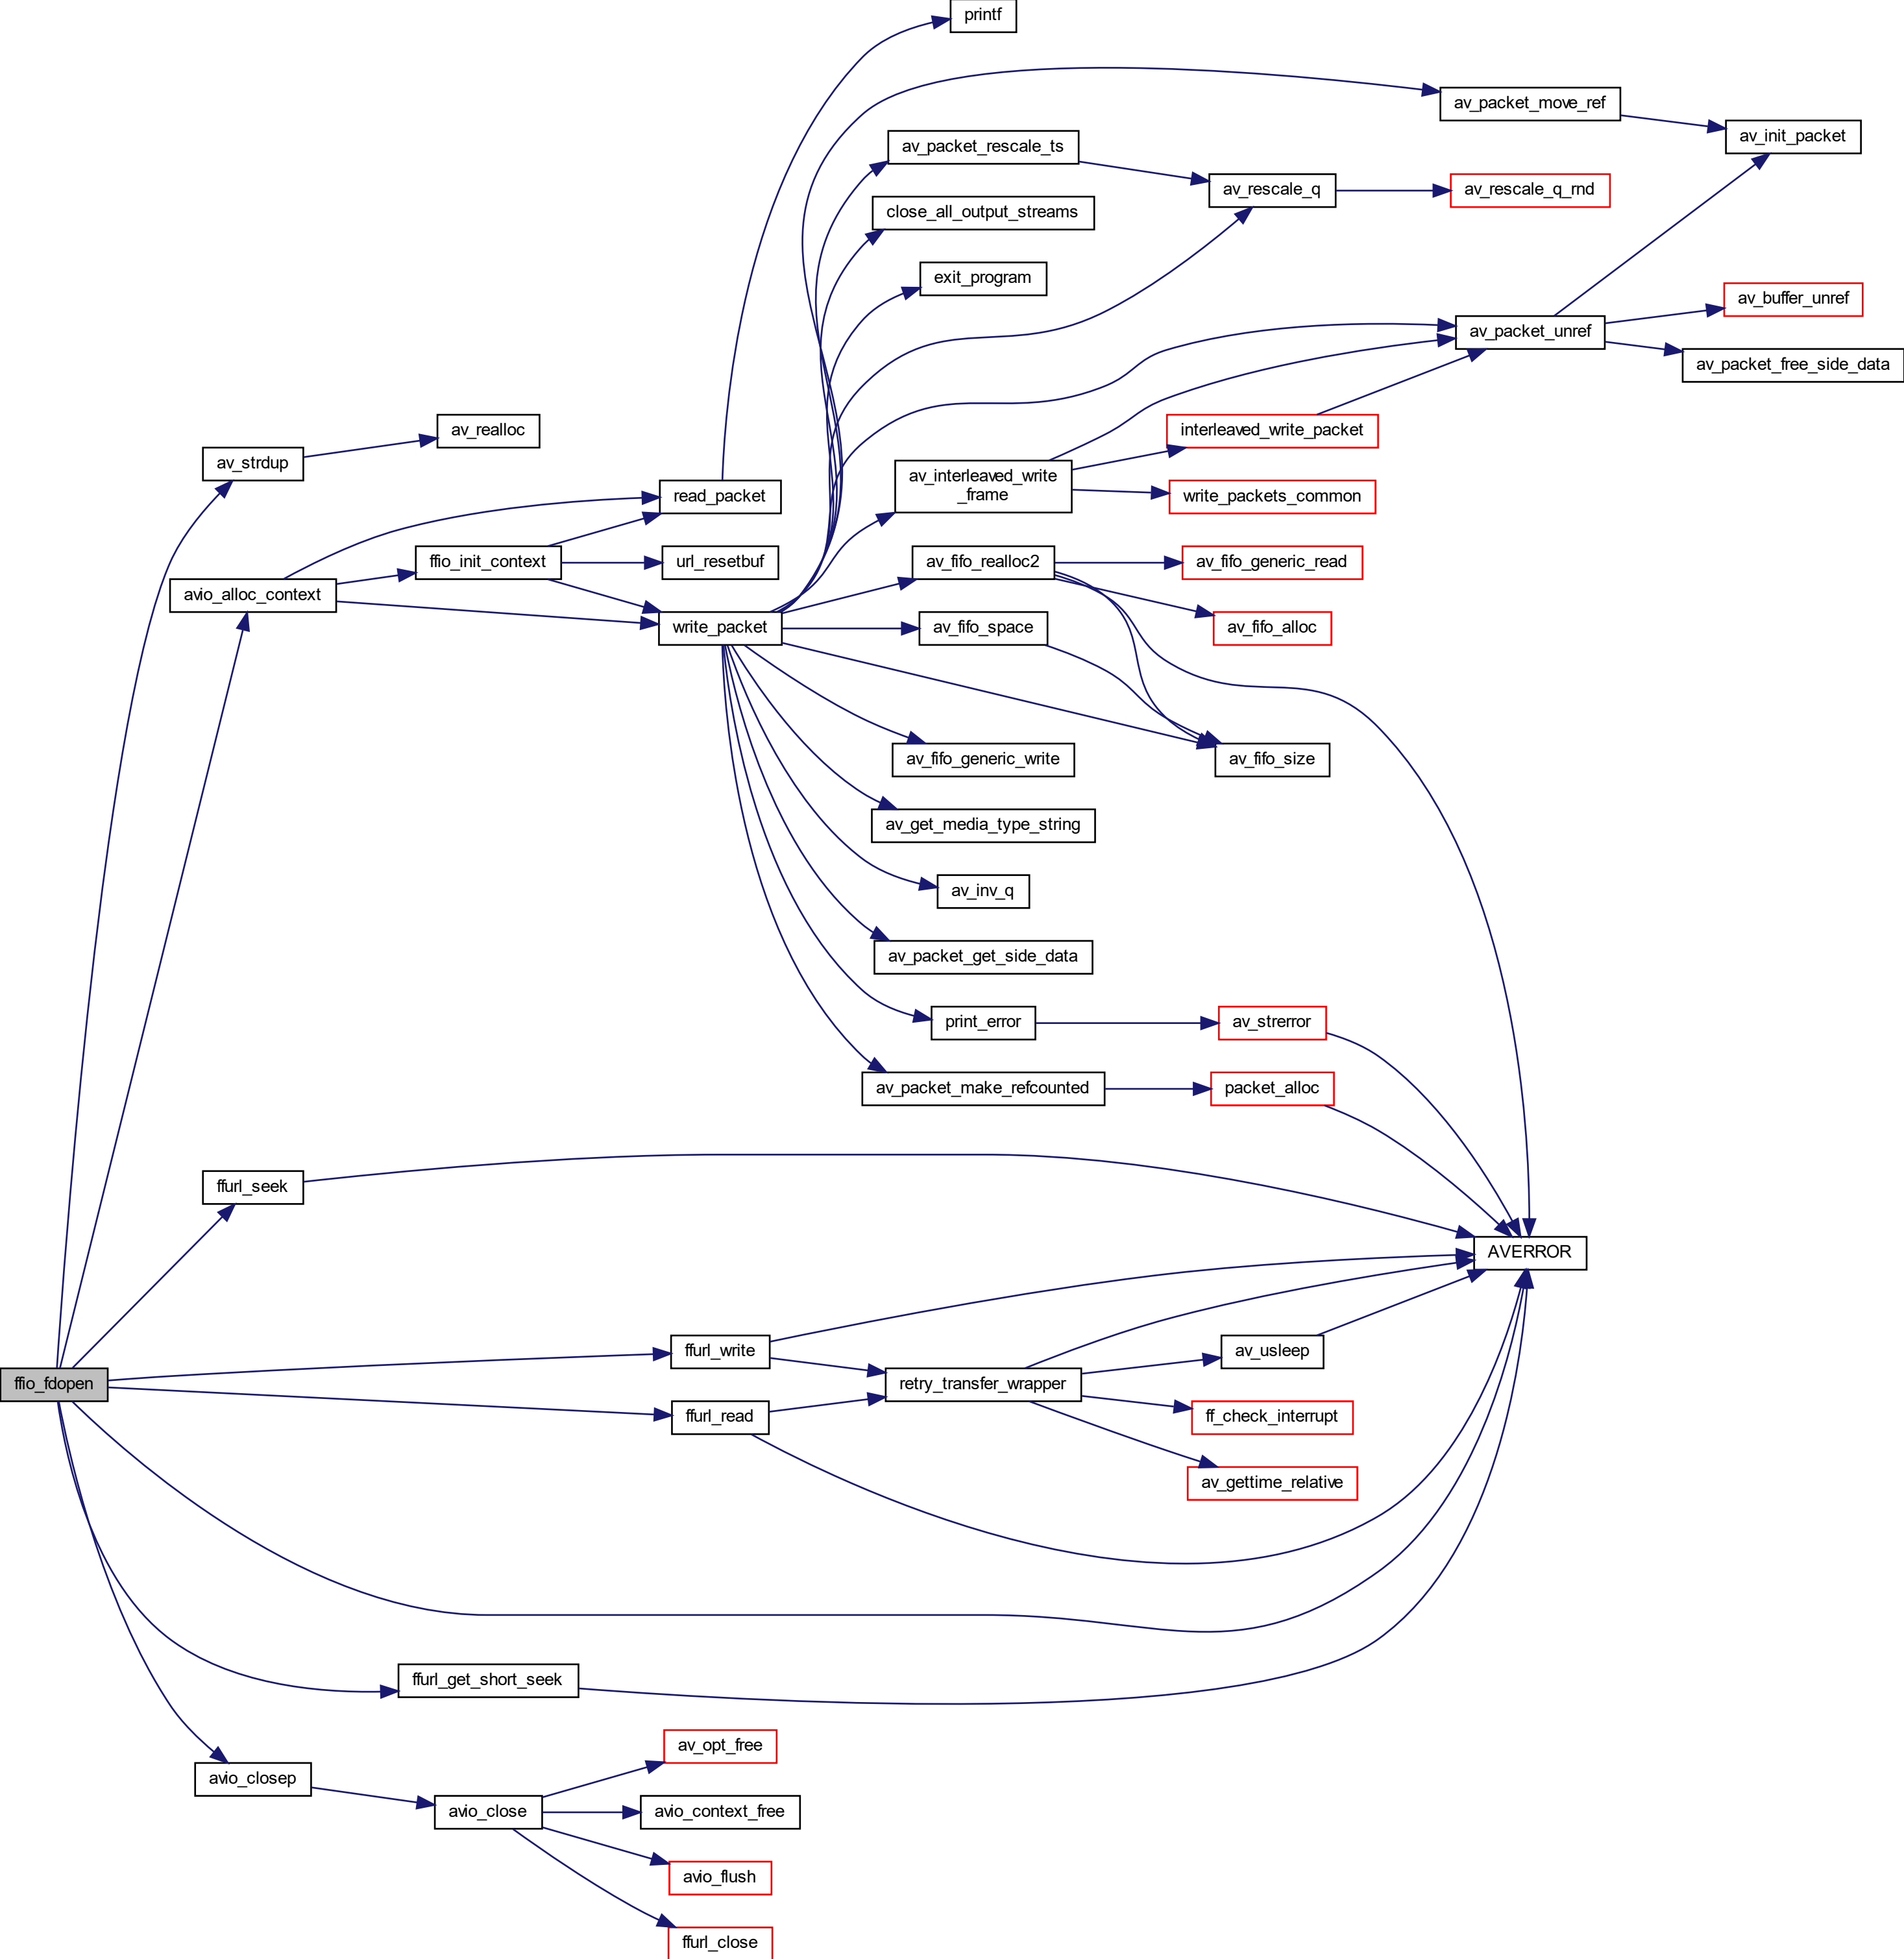 printf
av_packet_move_ref
av_init_packet
av_packet_rescale_ts
av_rescale_q
av_rescale_q_rnd
close_all_output_streams
exit_program
av_buffer_unref
av_packet_unref
av_packet_free_side_data
av_realloc
av_strdup
interleaved_write_packet
av_interleaved_write
_frame
read_packet
write_packets_common
ffio_init_context
url_resetbuf
av_fifo_realloc2
av_fifo_generic_read
avio_alloc_context
write_packet
av_fifo_space
av_fifo_alloc
av_fifo_generic_write
av_fifo_size
av_get_media_type_string
av_inv_q
av_packet_get_side_data
print_error
av_strerror
av_packet_make_refcounted
packet_alloc
ffurl_seek
AVERROR
ffurl_write
av_usleep
ffio_fdopen
retry_transfer_wrapper
ffurl_read
ff_check_interrupt
av_gettime_relative
ffurl_get_short_seek
av_opt_free
avio_closep
avio_close
avio_context_free
avio_flush
ffurl_close